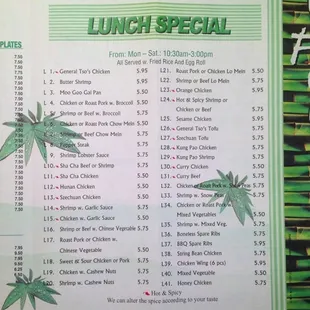 LUNCH SPECIAL
From: Mon - Sat.: 10:30am-3:00pm
All Served w. Fried Rice And Egg Roll
PLATES
L 1. General Tso's Chicken 5.95
L 2. Butter Shrimp 5.95
L 3. Moo Goo Gai Pan 5.50
L 4. Chicken or Roast Pork w. Broccoli 5.50
L 5. Shrimp or Beef w. Broccoli 5.75
Chicken or Roast Pork Chow Mein 5.50
Shrimp or Beef Chow Mein 5.75
Pepper Steak 5.75
L 9. Shrimp Lobster Sauce 5.75
L10. Sha Cha Beef or Shrimp 5.75
L11. Sha Cha Chicken 5.50
L12. Hunan Chicken 5.50
L13. Szechuan Chicken 5.50
L14. Shrimp w. Garlic Sauce 5.75
L15. Chicken w. Garlic Sauce 5.50
L16. Shrimp or Beef w. Chinese Vegetable 5.75
L17. Roast Pork or Chicken w.
Chinese Vegetable 5.50
L18. Sweet & Sour Chicken or Pork 5.75
L19. Chicken w. Cashew Nuts 5.75
L20. Shrimp w. Cashew Nuts 5.75
L21. Roast Pork or Chicken Lo Mein 5.50
L22. Shrimp or Beef Lo Mein 5.75
L23. Orange Chicken 5.95
L24. Hot & Spicy Shrimp or
Chicken or Beef 5.75
L25. Sesame Chicken 5.95
L26. General Tso's Tofu 5.75
L27. Szechuan Tofu 5.75
L28. Kung Pao Chicken 5.75
L29. Kung Pao Shrimp 5.75
L30. Curry Chicken 5.50
L31. Curry Beef 5.75
L32. Chicken or Roast Pork w. Snow Peas 5.75
L33. Shrimp w. Snow Peas 5.75
L34. Chicken or Roast Pork w.
Mixed Vegetables 5.50
L35. Shrimp w. Mixed Vegetable 5.75
L36. Boneless Spare Ribs 5.75
L37. BBQ Spare Ribs 5.95
L38. String Bean Chicken 5.75
L39. Chicken Wing (6 pcs) 5.95
L40. Mixed Vegetable 5.50
L41. Honey Chicken 5.75
Hot & Spicy
We can alter the spice according to your taste